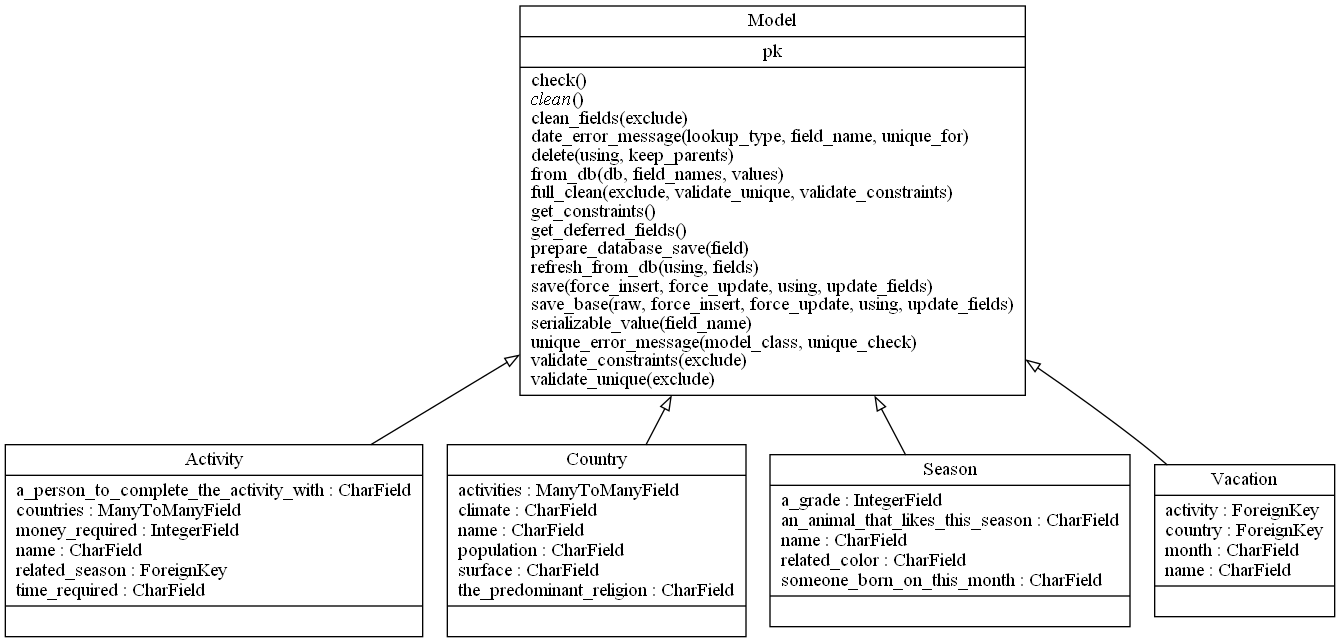 Model
pk
check()
clean()
clean_fields(exclude)
date_error_message(lookup_type, field_name, unique_for)
delete(using, keep_parents)
from_db(db, field_names, values)
full_clean(exclude, validate_unique, validate_constraints)
get_constraints()
get_deferred_fields()
prepare_database_save(field)
refresh_from_db(using, fields)
save(force_insert, force_update, using, update_fields)
save_base(raw, force_insert, force_update, using, update_fields)
serializable_value(field_name)
unique_error_message(model_class, unique_check)
validate_constraints(exclude)
validate_unique(exclude)
Activity
a_person_to_complete_the_activity_with : CharField
countries : ManyToManyField
money_required : IntegerField
name : CharField
related_season : ForeignKey
time_required : CharField
Country
activities : ManyToManyField
climate : CharField
name : CharField
population : CharField
surface : CharField
the_predominant_religion : CharField
Season
a_grade : IntegerField
an_animal_that_likes_this_season : CharField
name : CharField
related_color : CharField
someone_born_on_this_month : CharField
Vacation
activity : ForeignKey
country : ForeignKey
month : CharField
name : CharField